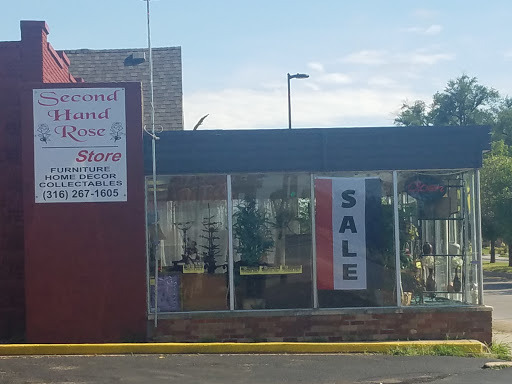 Second
Hand
Rose
Store
FURNITURE
HOME DECOR
COLLECTABLES
(316) 267-1605
SALE